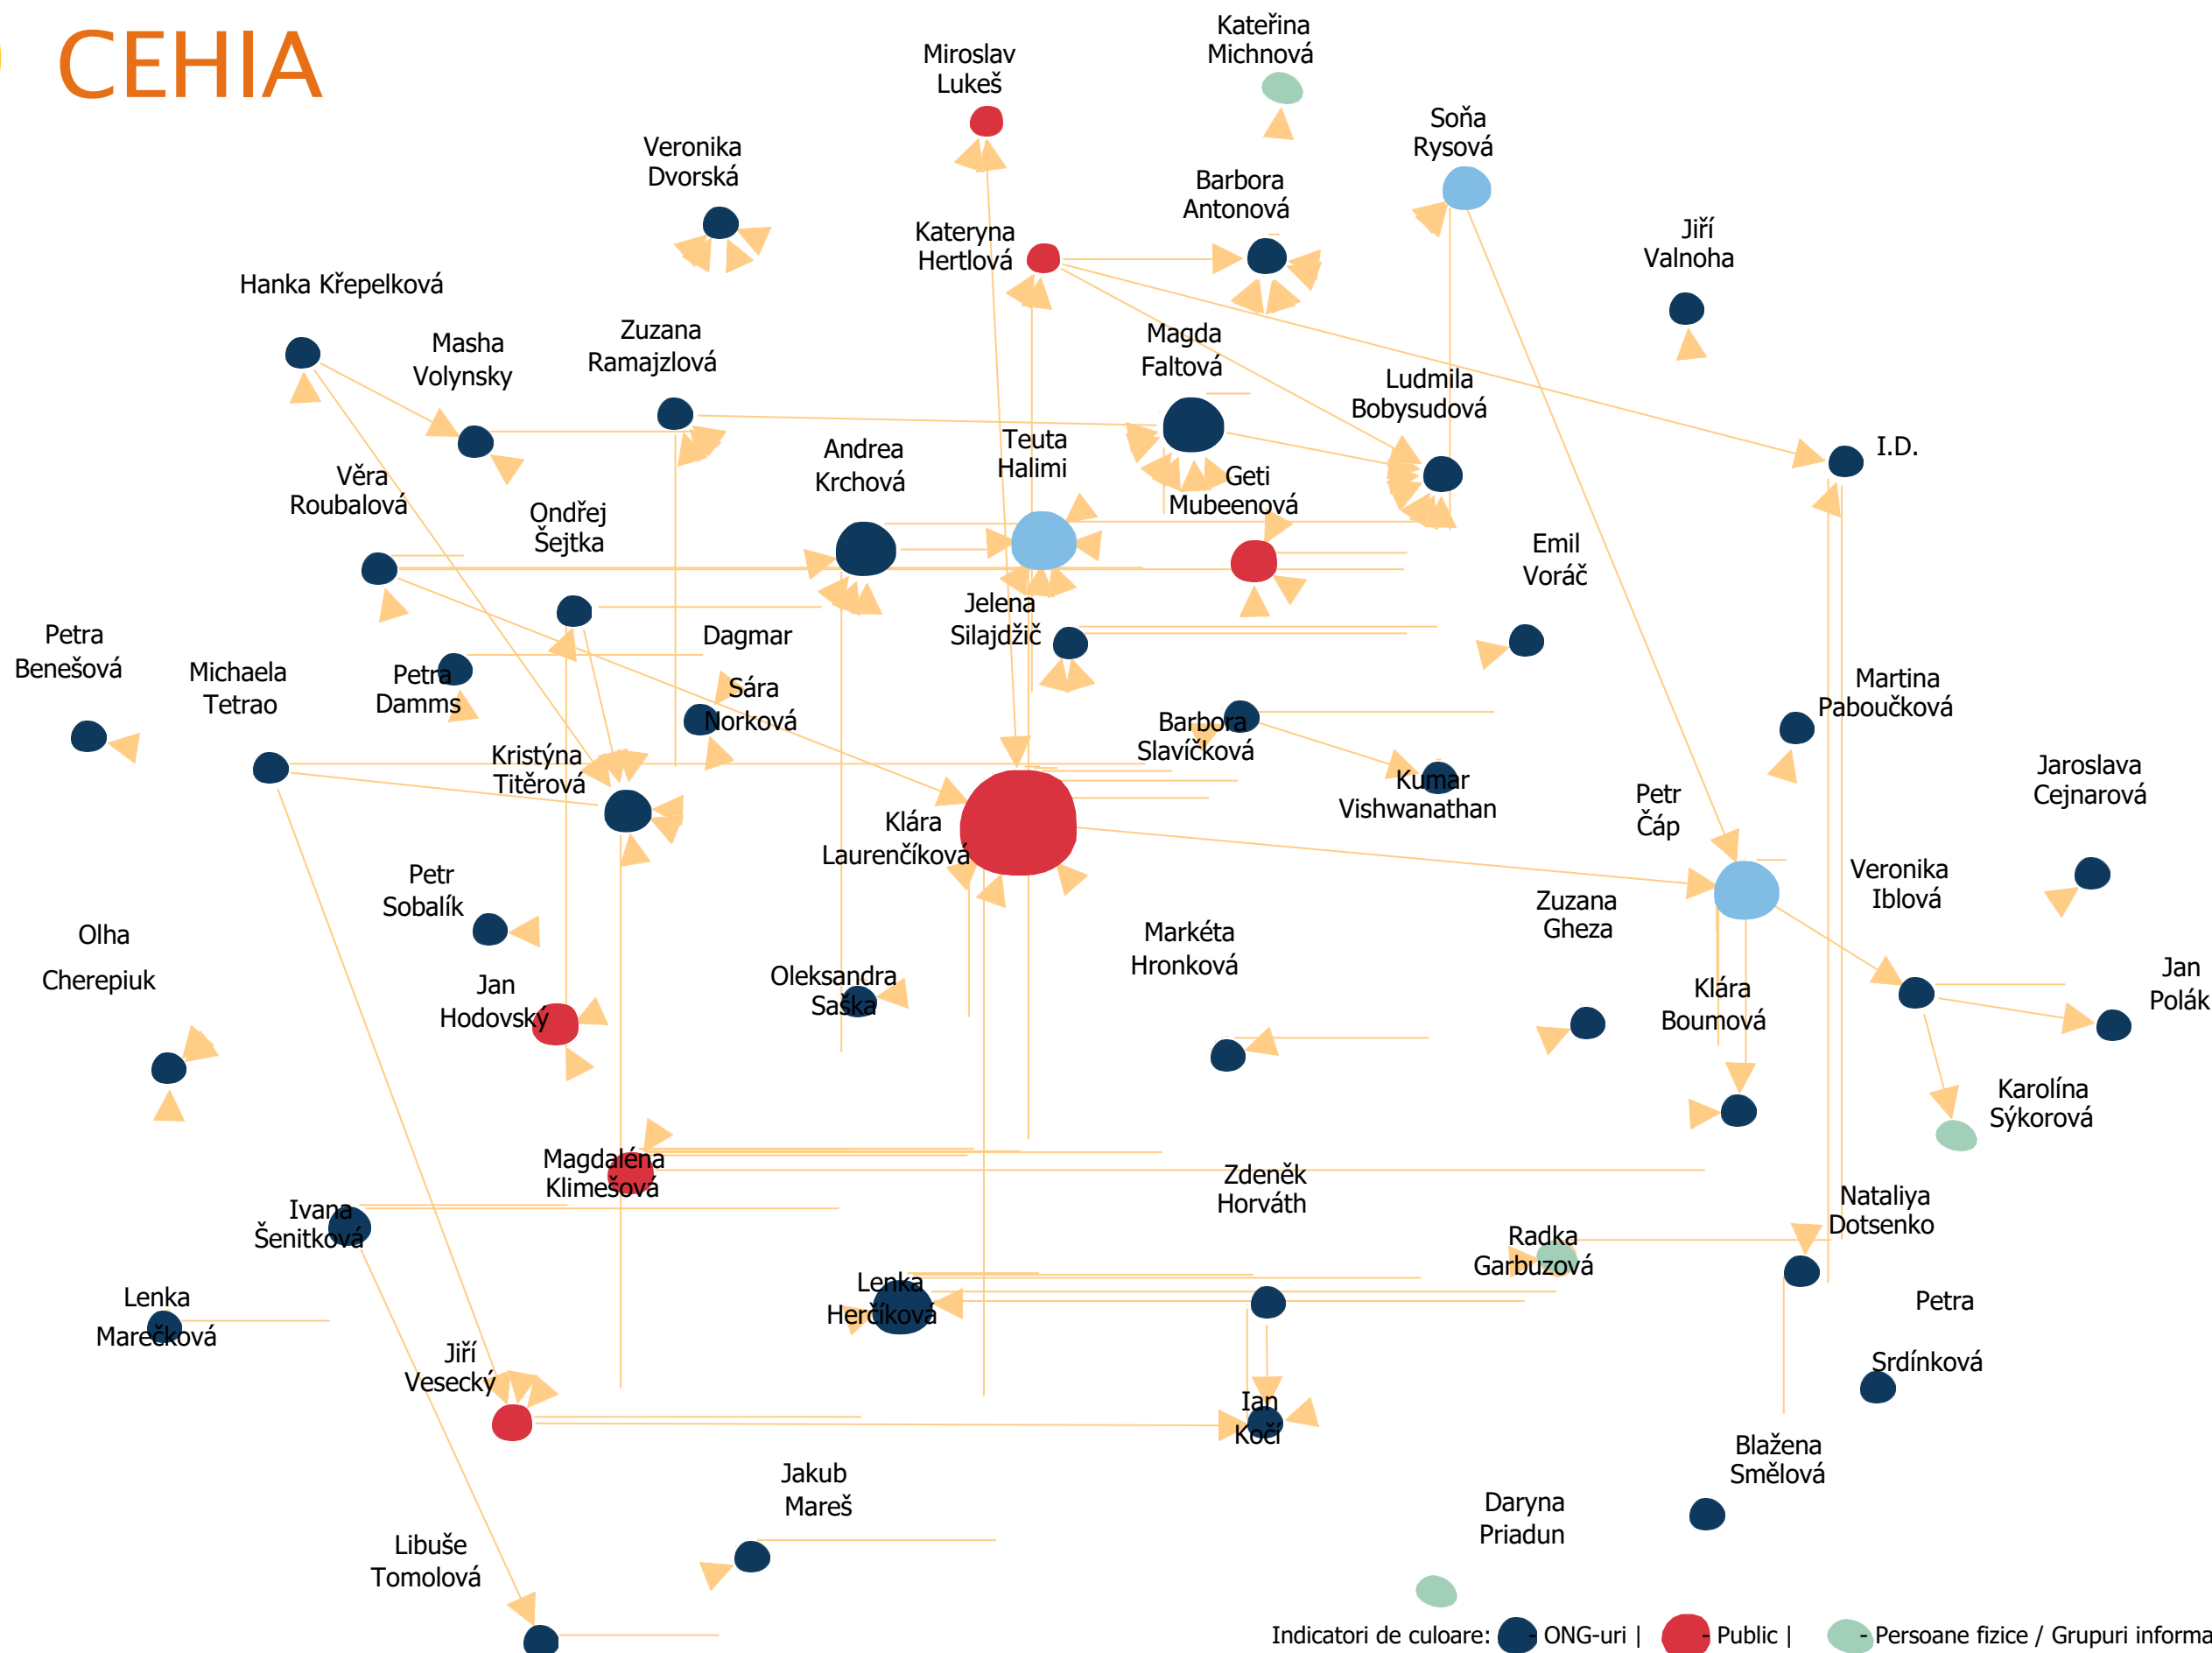 CEHIA
Kateřina
Michnová
Miroslav
Lukeš
Soňa
Rysová
Veronika
Dvorská
Barbora
Antonová
Kateryna
Hertlová
Jiří
Valnoha
Hanka Křepelková
Masha
Volynsky
Zuzana
Ramajzlová
Magda
Faltová
Ludmila
Bobysudová
Andrea
Krchová
Teuta
Halimi
I.D.
Věra
Roubalová
Geti
Mubeenová
Ondřej
Šejtka
Emil
Voráč
Jelena
Silajdžič
Petra
Benešová
Michaela
Tetrao
Petra
Damms
Dagmar
Sára
Norková
Martina
Paboučková
Barbora
Slavíčková
Kristýna
Titěrová
Kumar
Vishwanathan
Jaroslava
Cejnarová
Petr
Čáp
Klára
Laurenčíková
Petr
Sobalík
Veronika
Iblová
Zuzana
Gheza
Olha
Cherepiuk
Markéta
Hronková
Jan
Hodovský
Oleksandra
Saška
Klára
Boumová
Jan
Polák
Karolína
Sýkorová
Magdaléna
Klimešová
Zdeněk
Horváth
Ivana
Šenitková
Nataliya
Dotsenko
Radka
Garbuzová
Lenka
Marečková
Lenka
Herčíková
Petra
Srdínková
Jiří
Vesecký
Ian
Kočí
Blažena
Smělová
Jakub
Mareš
Daryna
Priadun
Libuše
Tomolová
Indicatori de culoare: - ONG-uri | - Public | - Persoane fizice / Grupuri informa